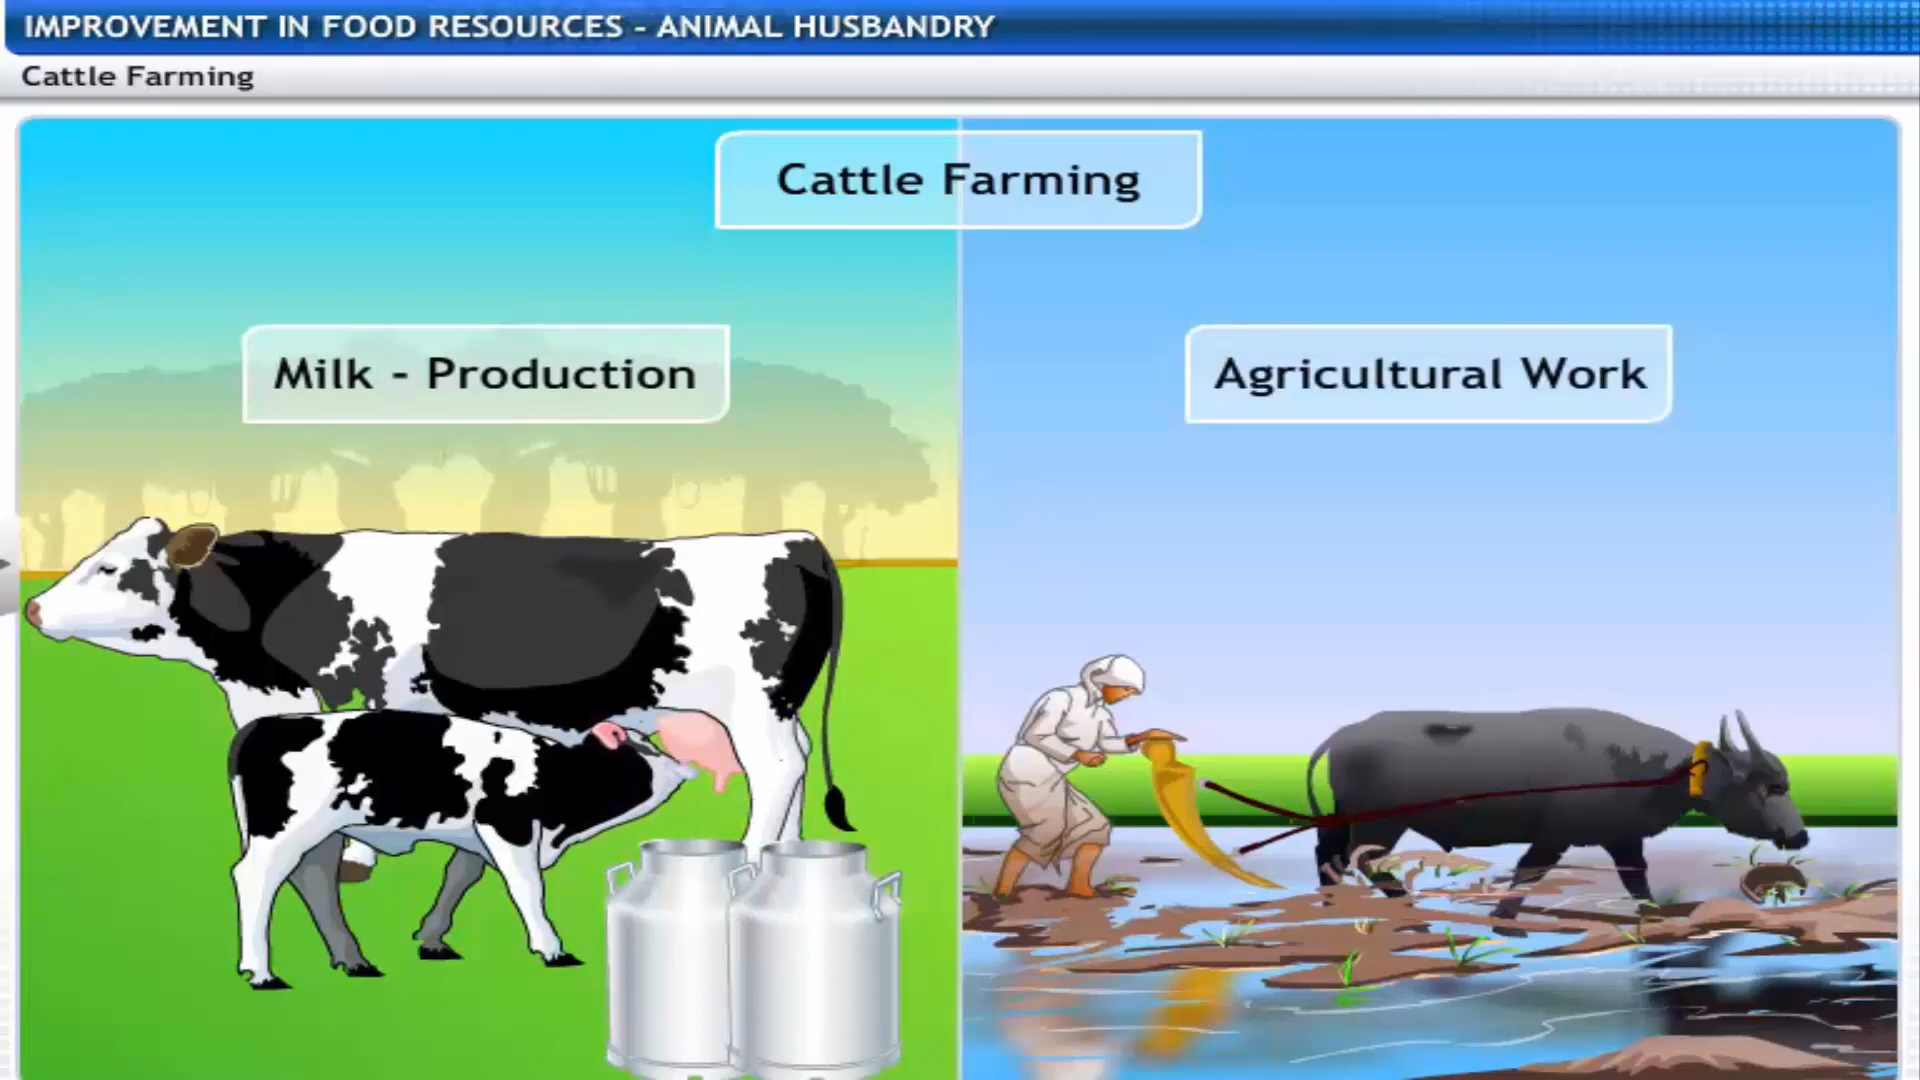 IMPROVEMENT IN FOOD RESOURCES - ANIMAL HUSBANDRY
Cattle Farming
Cattle Farming
Milk - Production
Agricultural Work